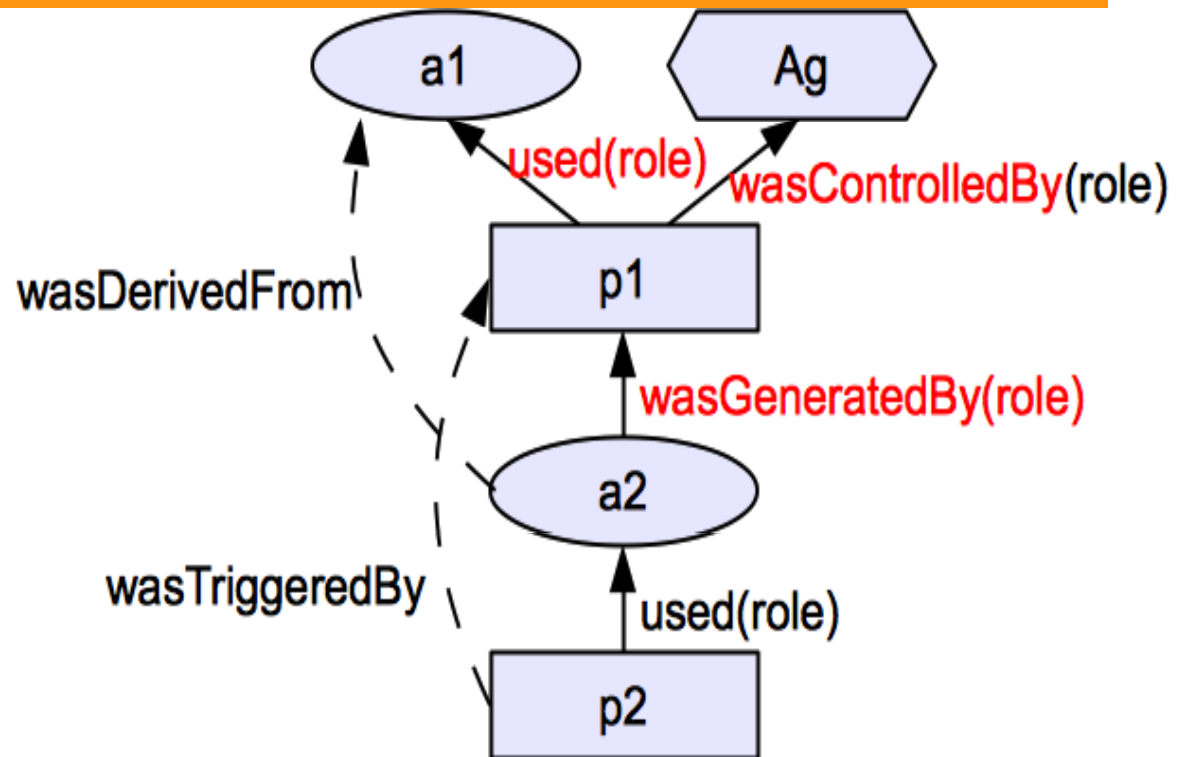 a1
Ag
used(role)
wasControlledBy(role)
wasDerivedFrom
p1
wasGeneratedBy(role)
a2
wasTriggeredBy
used(role)
p2